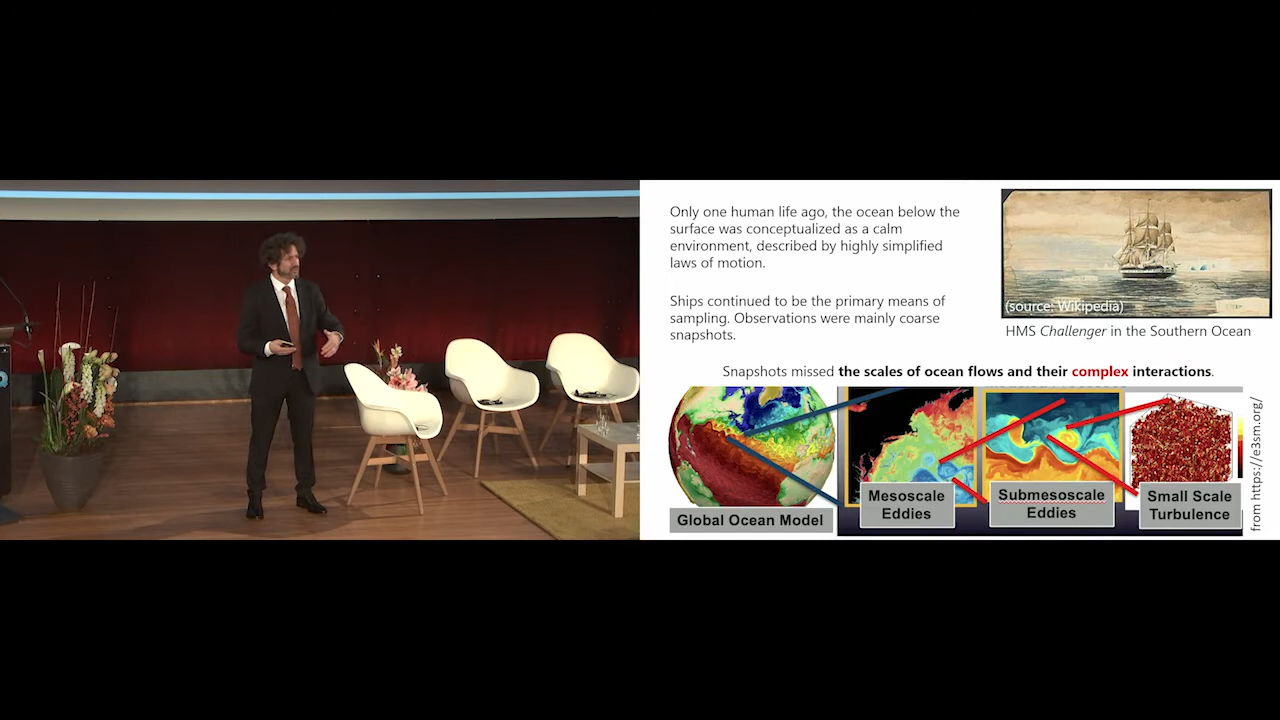 Only one human life ago, the ocean below the
surface was conceptualized as a calm
environment, described by highly simplified
laws of motion.
Ships continued to be the primary means of
sampling. Observations were mainly coarse
snapshots.
(source: Wikipedia)
HMS Challenger in the Southern Ocean
Snapshots missed the scales of ocean flows and their complex interactions.
Global Ocean Model
Mesoscale
Eddies
Submesoscale
Eddies
Small Scale
Turbulence
from https://e3sm.org/